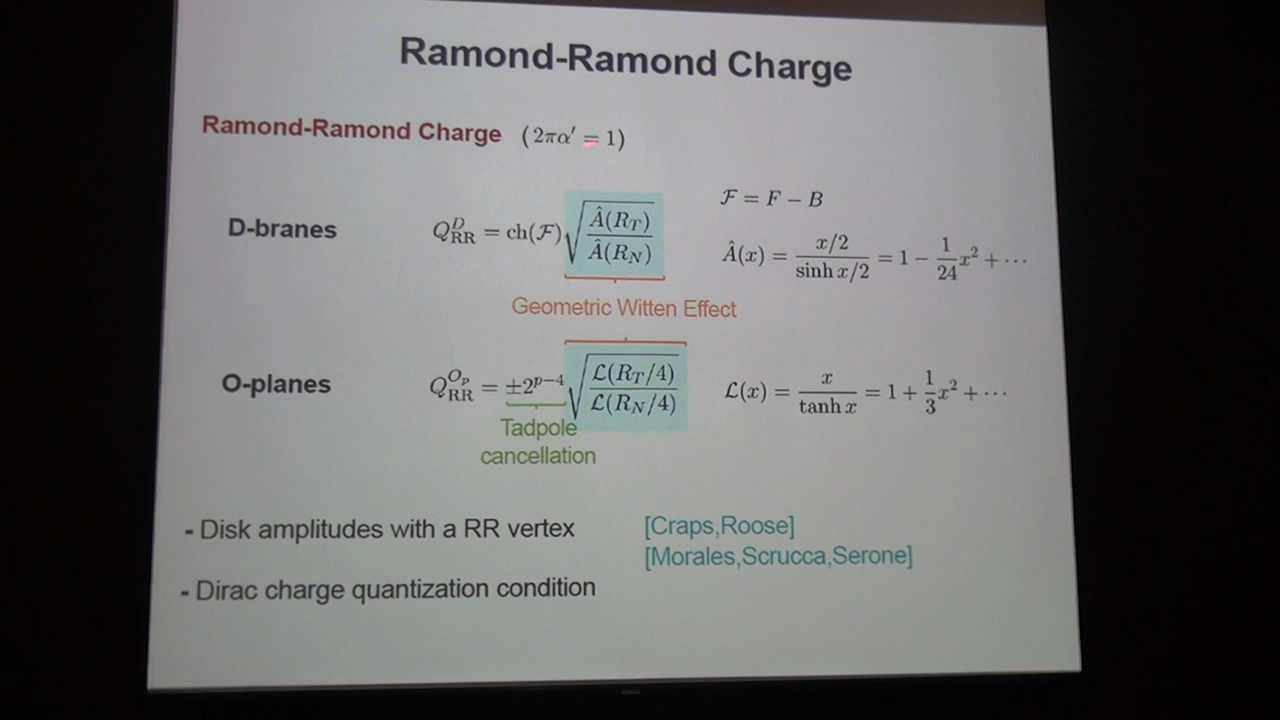 Ramond-Ramond Charge
Ramond-Ramond Charge (2πα′ = 1)
D-branes
Q^D_RR = ch(ℱ) √(Â(R_T) / Â(R_N))
ℱ = F − B
Â(x) = (x/2) / (sinh x/2) = 1 − (1/24)x² + ⋯
Geometric Witten Effect
O-planes
Q^{O_p}_RR = ±2^{p−4} √(ℒ(R_T/4) / ℒ(R_N/4))
ℒ(x) = x / (tanh x) = 1 + (1/3)x² + ⋯
Tadpole
cancellation
- Disk amplitudes with a RR vertex
[Craps,Roose]
[Morales,Scrucca,Serone]
- Dirac charge quantization condition